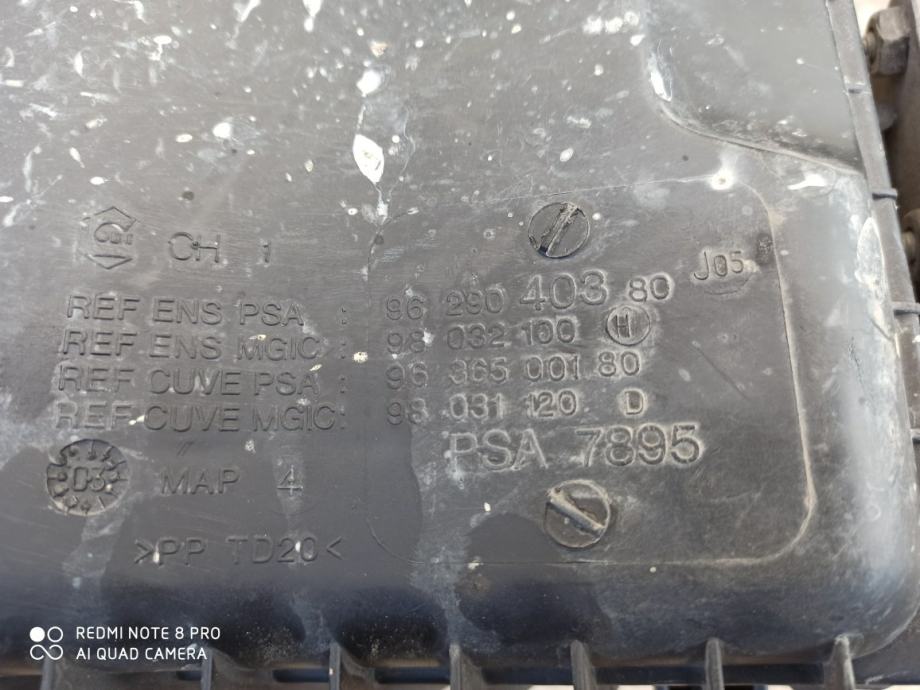 CH 1
J05
REF ENS PSA : 96 290 403 80
REF ENS MGIC : 98 032 100 H
REF CUVE PSA : 96 365 001 80
REF CUVE MGIC : 98 031 120 D
PSA 7895
03
MAP 4
>PP TD20<
REDMI NOTE 8 PRO
AI QUAD CAMERA